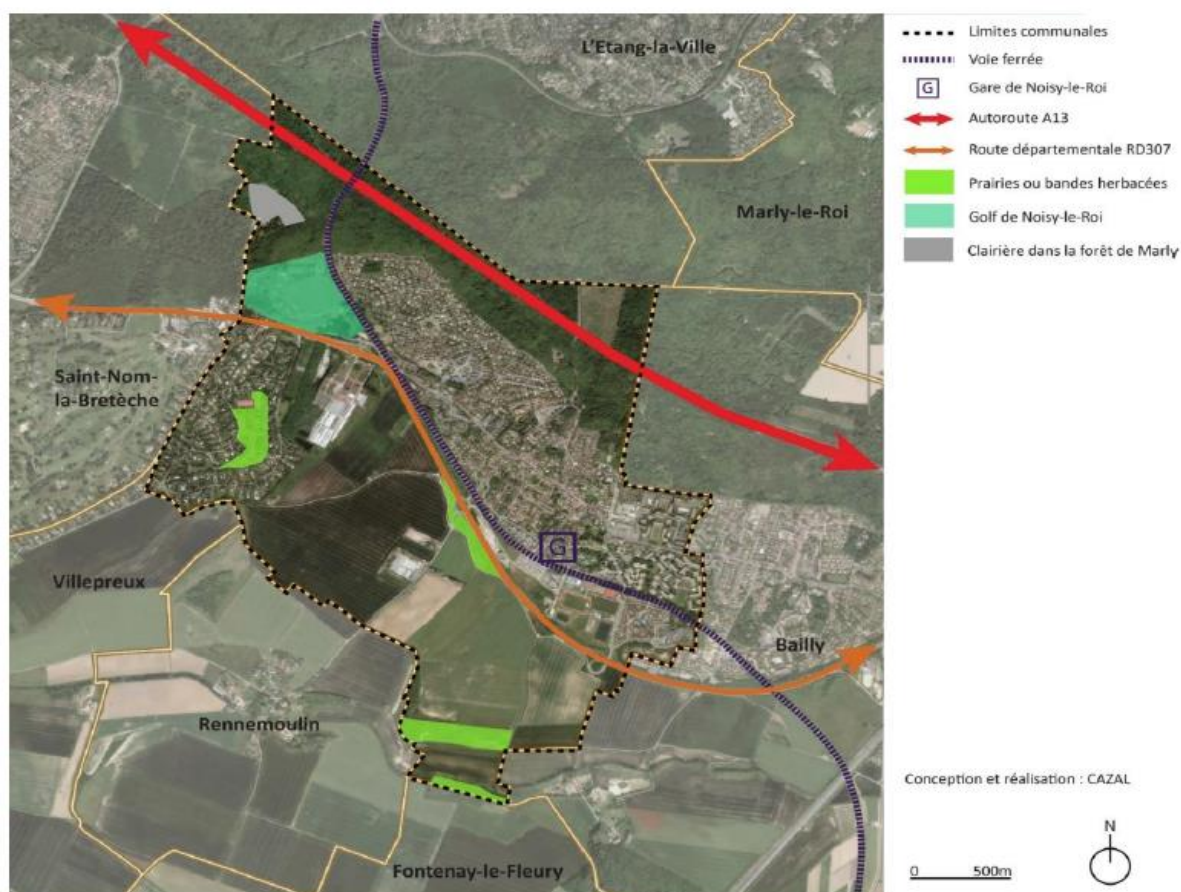 L'Etang-la-Ville
Marly-le-Roi
Saint-Nom-
la-Bretèche
G
Villepreux
Bailly
Rennemoulin
Fontenay-le-Fleury
Limites communales
Voie ferrée
G
Gare de Noisy-le-Roi
Autoroute A13
Route départementale RD307
Prairies ou bandes herbacées
Golf de Noisy-le-Roi
Clairière dans la forêt de Marly
Conception et réalisation : CAZAL
N
0
500m